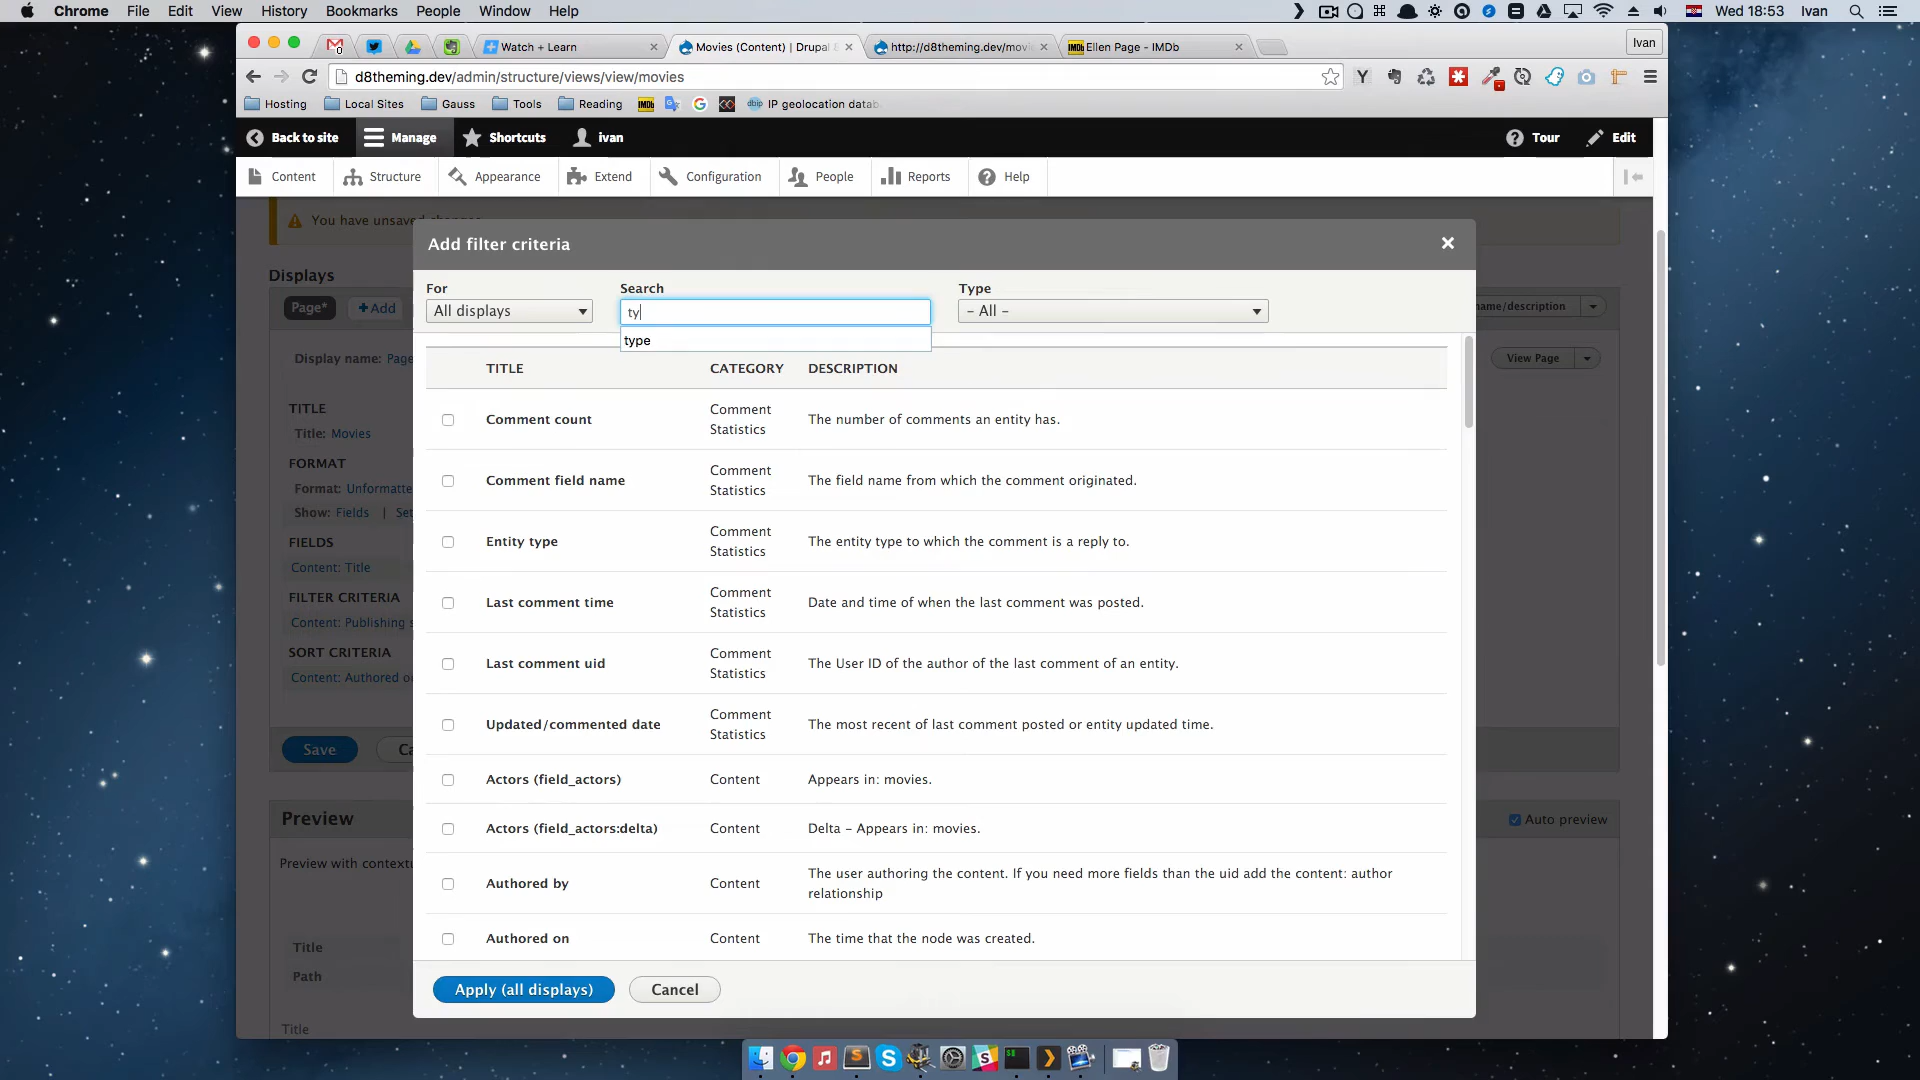 Chrome File Edit View History Bookmarks People Window Help
Wed 18:53 Ivan
Watch + Learn
Movies (Content) | Drupal 8
http://d8theming.dev/movi
Ellen Page - IMDb
Ivan
d8theming.dev/admin/structure/views/view/movies
Hosting Local Sites Gauss Tools Reading IP geolocation datab
Back to site Manage Shortcuts ivan Tour Edit
Content Structure Appearance Extend Configuration People Reports Help
You have unsaved changes.
Add filter criteria
Displays
Page*
Add
name/description
Display name: Page
View Page
TITLE
Title: Movies
FORMAT
Format: Unformatte
Show: Fields | Set
FIELDS
Content: Title
FILTER CRITERIA
Content: Publishing s
SORT CRITERIA
Content: Authored o
Save
Ca
Preview
Auto preview
Preview with contextu
Title
Path
Title
For
All displays
Search
ty
type
Type
- All -
TITLE CATEGORY DESCRIPTION
Comment count Comment Statistics The number of comments an entity has.
Comment field name Comment Statistics The field name from which the comment originated.
Entity type Comment Statistics The entity type to which the comment is a reply to.
Last comment time Comment Statistics Date and time of when the last comment was posted.
Last comment uid Comment Statistics The User ID of the author of the last comment of an entity.
Updated/commented date Comment Statistics The most recent of last comment posted or entity updated time.
Actors (field_actors) Content Appears in: movies.
Actors (field_actors:delta) Content Delta - Appears in: movies.
Authored by Content The user authoring the content. If you need more fields than the uid add the content: author
relationship
Authored on Content The time that the node was created.
Apply (all displays) Cancel